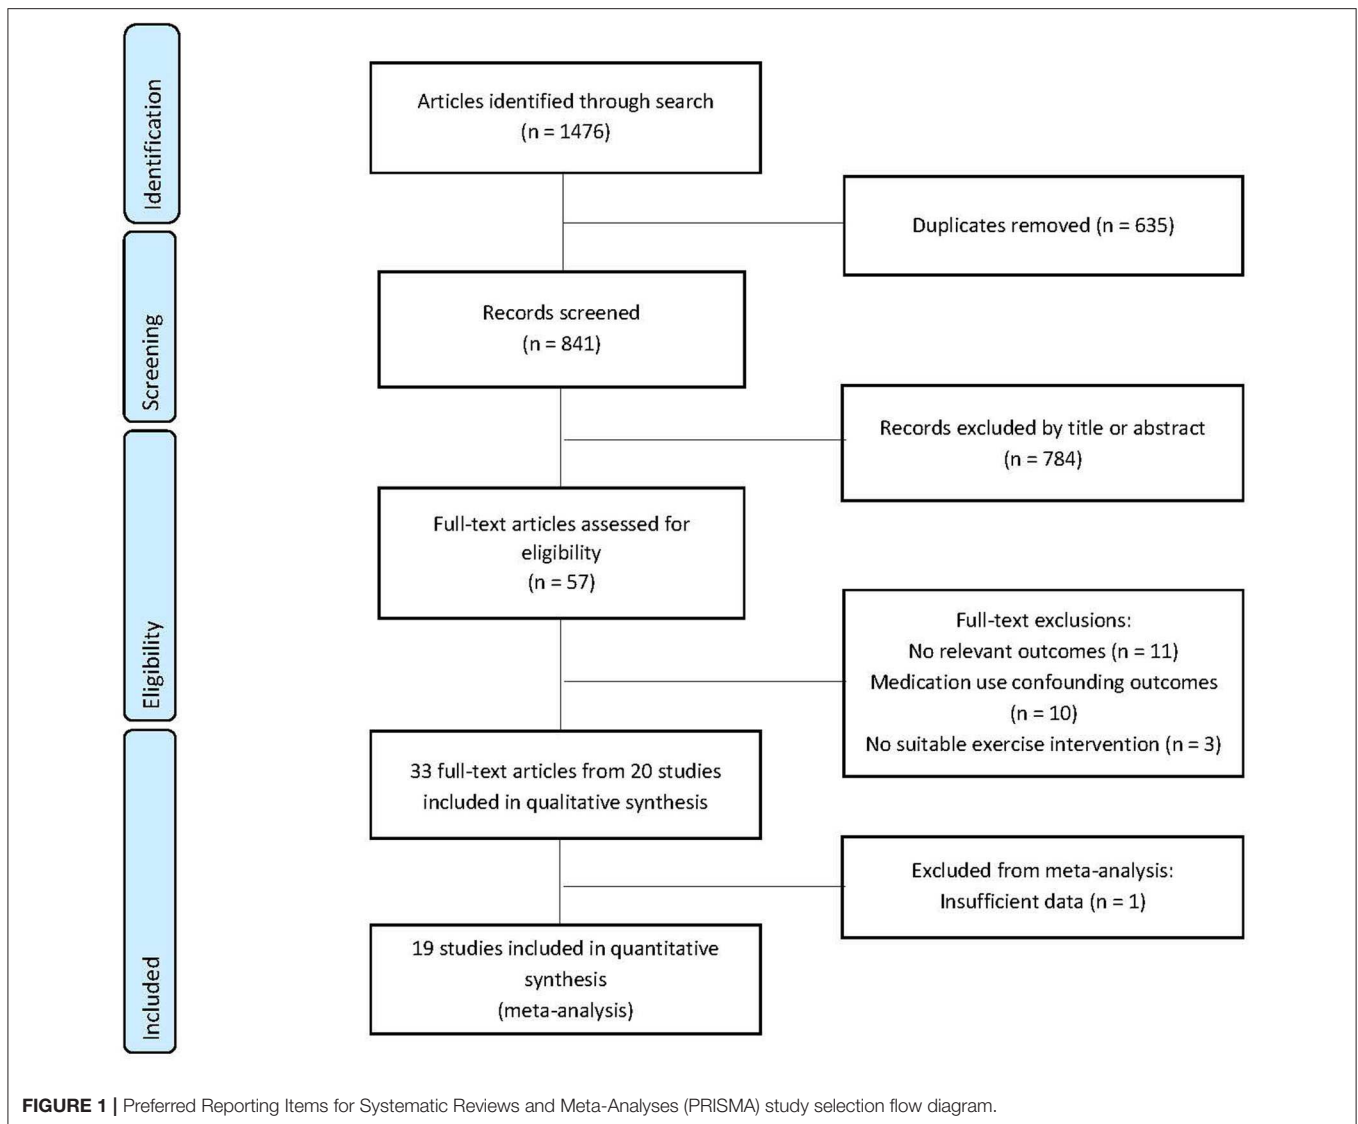 Identification
Articles identified through search
(n = 1476)
Duplicates removed (n = 635)
Screening
Records screened
(n = 841)
Records excluded by title or abstract
(n = 784)
Eligibility
Full-text articles assessed for
eligibility
(n = 57)
Full-text exclusions:
No relevant outcomes (n = 11)
Medication use confounding outcomes
(n = 10)
No suitable exercise intervention (n = 3)
Included
33 full-text articles from 20 studies
included in qualitative synthesis
Excluded from meta-analysis:
Insufficient data (n = 1)
19 studies included in quantitative
synthesis
(meta-analysis)
FIGURE 1 | Preferred Reporting Items for Systematic Reviews and Meta-Analyses (PRISMA) study selection flow diagram.